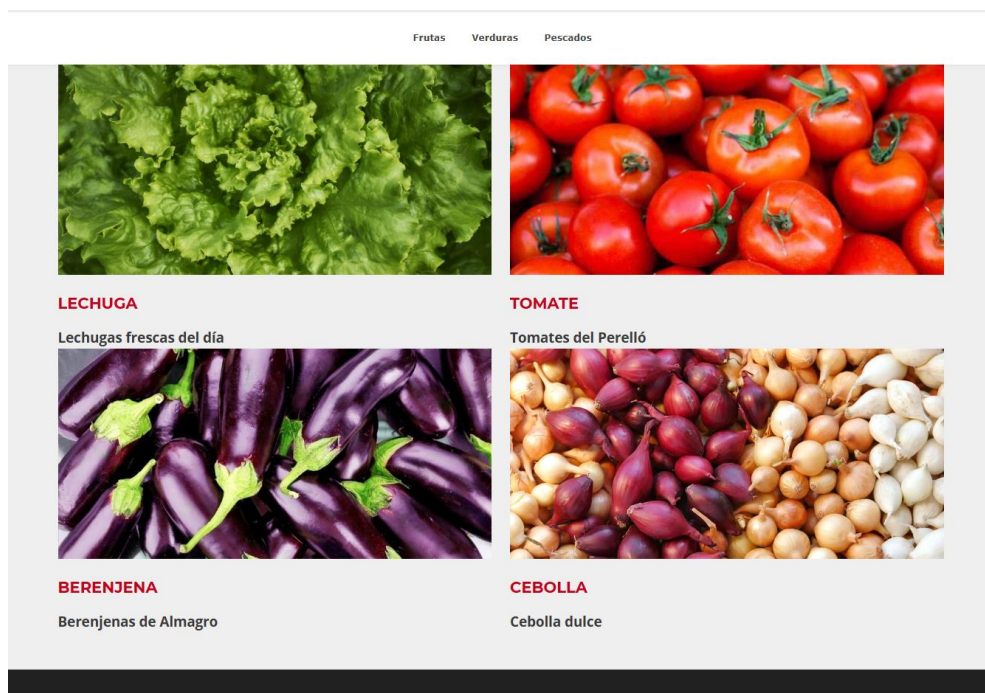 Frutas Verduras Pescados
LECHUGA
Lechugas frescas del día
TOMATE
Tomates del Perelló
BERENJENA
Berenjenas de Almagro
CEBOLLA
Cebolla dulce